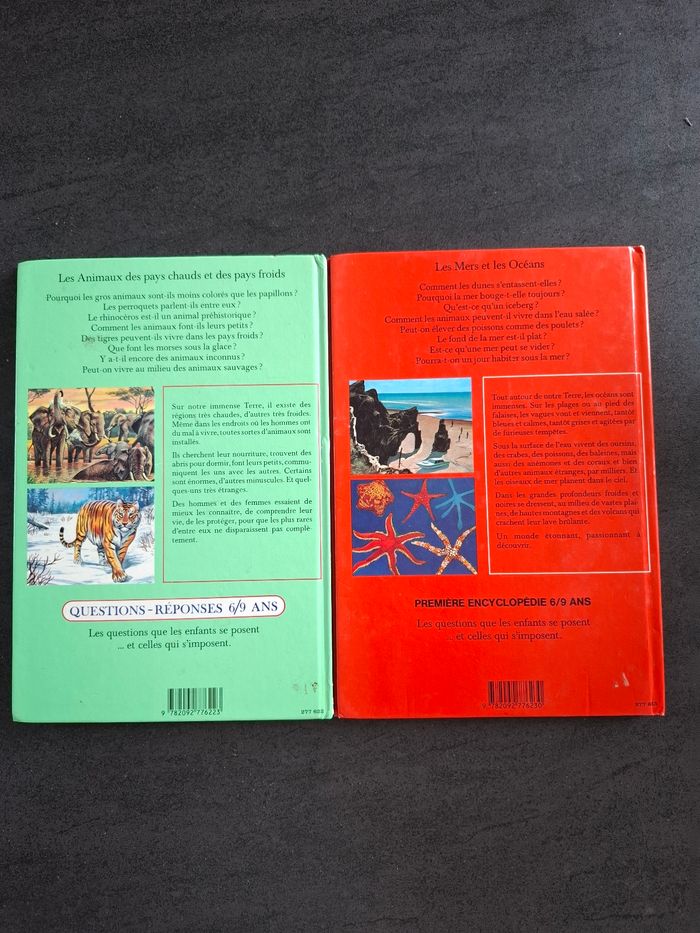 Les Animaux des pays chauds et des pays froids
Pourquoi les gros animaux sont-ils moins colorés que les papillons ?
Les perroquets parlent-ils entre eux ?
Le rhinocéros est-il un animal préhistorique ?
Comment les animaux font-ils leurs petits ?
Des tigres peuvent-ils vivre dans les pays froids ?
Que font les morses sous la glace ?
Y a-t-il encore des animaux inconnus ?
Peut-on vivre au milieu des animaux sauvages ?
Sur notre immense Terre, il existe des
régions très chaudes, d'autres très froides.
Même dans les endroits où les hommes ont
du mal à vivre, toutes sortes d'animaux sont
installés.
Ils cherchent leur nourriture, trouvent des
abris pour dormir, font leurs petits, commu-
niquent les uns avec les autres. Certains
sont énormes, d'autres minuscules. Et quel-
ques-uns très étranges.
Des hommes et des femmes essaient de
mieux les connaître, de comprendre leur
vie, de les protéger, pour que les plus rares
d'entre eux ne disparaissent pas complè-
tement.
QUESTIONS-RÉPONSES 6/9 ANS
Les questions que les enfants se posent
... et celles qui s'imposent.
9 782092 776223
277 622
Les Mers et les Océans
Comment les dunes s'entassent-elles ?
Pourquoi la mer bouge-t-elle toujours ?
Qu'est-ce qu'un iceberg ?
Comment les animaux peuvent-il vivre dans l'eau salée ?
Peut-on élever des poissons comme des poulets ?
Le fond de la mer est-il plat ?
Est-ce qu'une mer peut se vider ?
Pourra-t-on un jour habiter sous la mer ?
Tout autour de notre Terre, les océans sont
immenses. Sur les plages ou au pied des
falaises, les vagues vont et viennent, tantôt
bleues et calmes, tantôt grises et agitées par
de furieuses tempêtes.
Sous la surface de l'eau vivent des oursins,
des crabes, des poissons, des baleines, mais
aussi des anémones et des coraux et bien
d'autres animaux étranges, par milliers. Et
les oiseaux de mer planent dans le ciel.
Dans les grandes profondeurs froides et
noires se dressent, au milieu de vastes plai-
nes, de hautes montagnes et des volcans qui
crachent leur lave brûlante.
Un monde étonnant, passionnant à
découvrir.
PREMIÈRE ENCYCLOPÉDIE 6/9 ANS
Les questions que les enfants se posent
... et celles qui s'imposent.
9 782092 776230